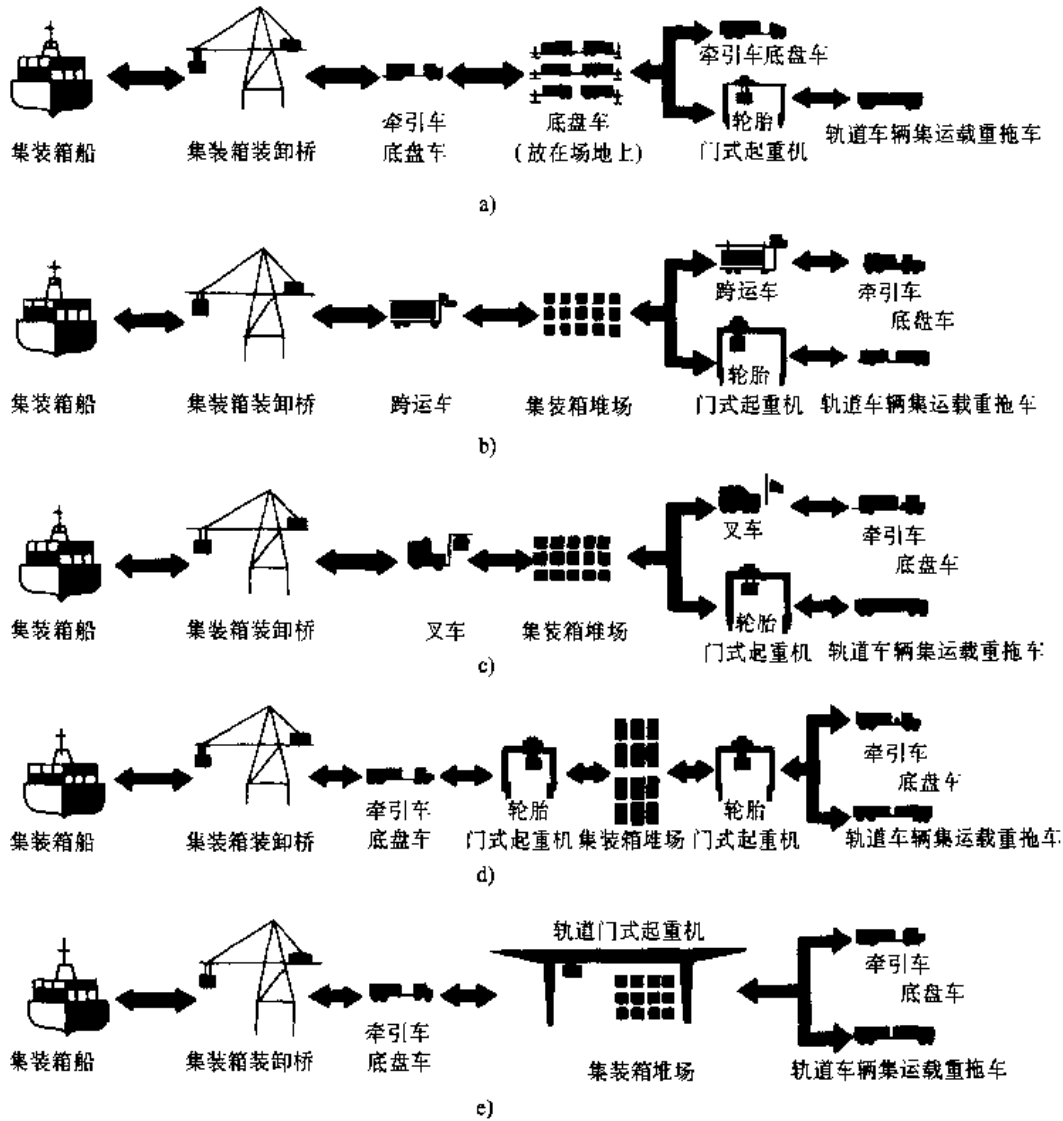 牵引车底盘车
轮胎
牵引车
底盘车
集装箱船
集装箱装卸桥
底盘车
(放在场地上)
门式起重机
轨道车辆集运载重拖车
a)
跨运车
牵引车
底盘车
轮胎
集装箱船
集装箱装卸桥
跨运车
集装箱堆场
门式起重机
轨道车辆集运载重拖车
b)
叉车
牵引车
底盘车
轮胎
集装箱船
集装箱装卸桥
叉车
集装箱堆场
门式起重机
轨道车辆集运载重拖车
c)
牵引车
底盘车
牵引车
轮胎
轮胎
集装箱船
集装箱装卸桥
底盘车
门式起重机
集装箱堆场
门式起重机
轨道车辆集运载重拖车
d)
轨道门式起重机
牵引车
底盘车
牵引车
底盘车
集装箱船
集装箱装卸桥
集装箱堆场
轨道车辆集运载重拖车
e)